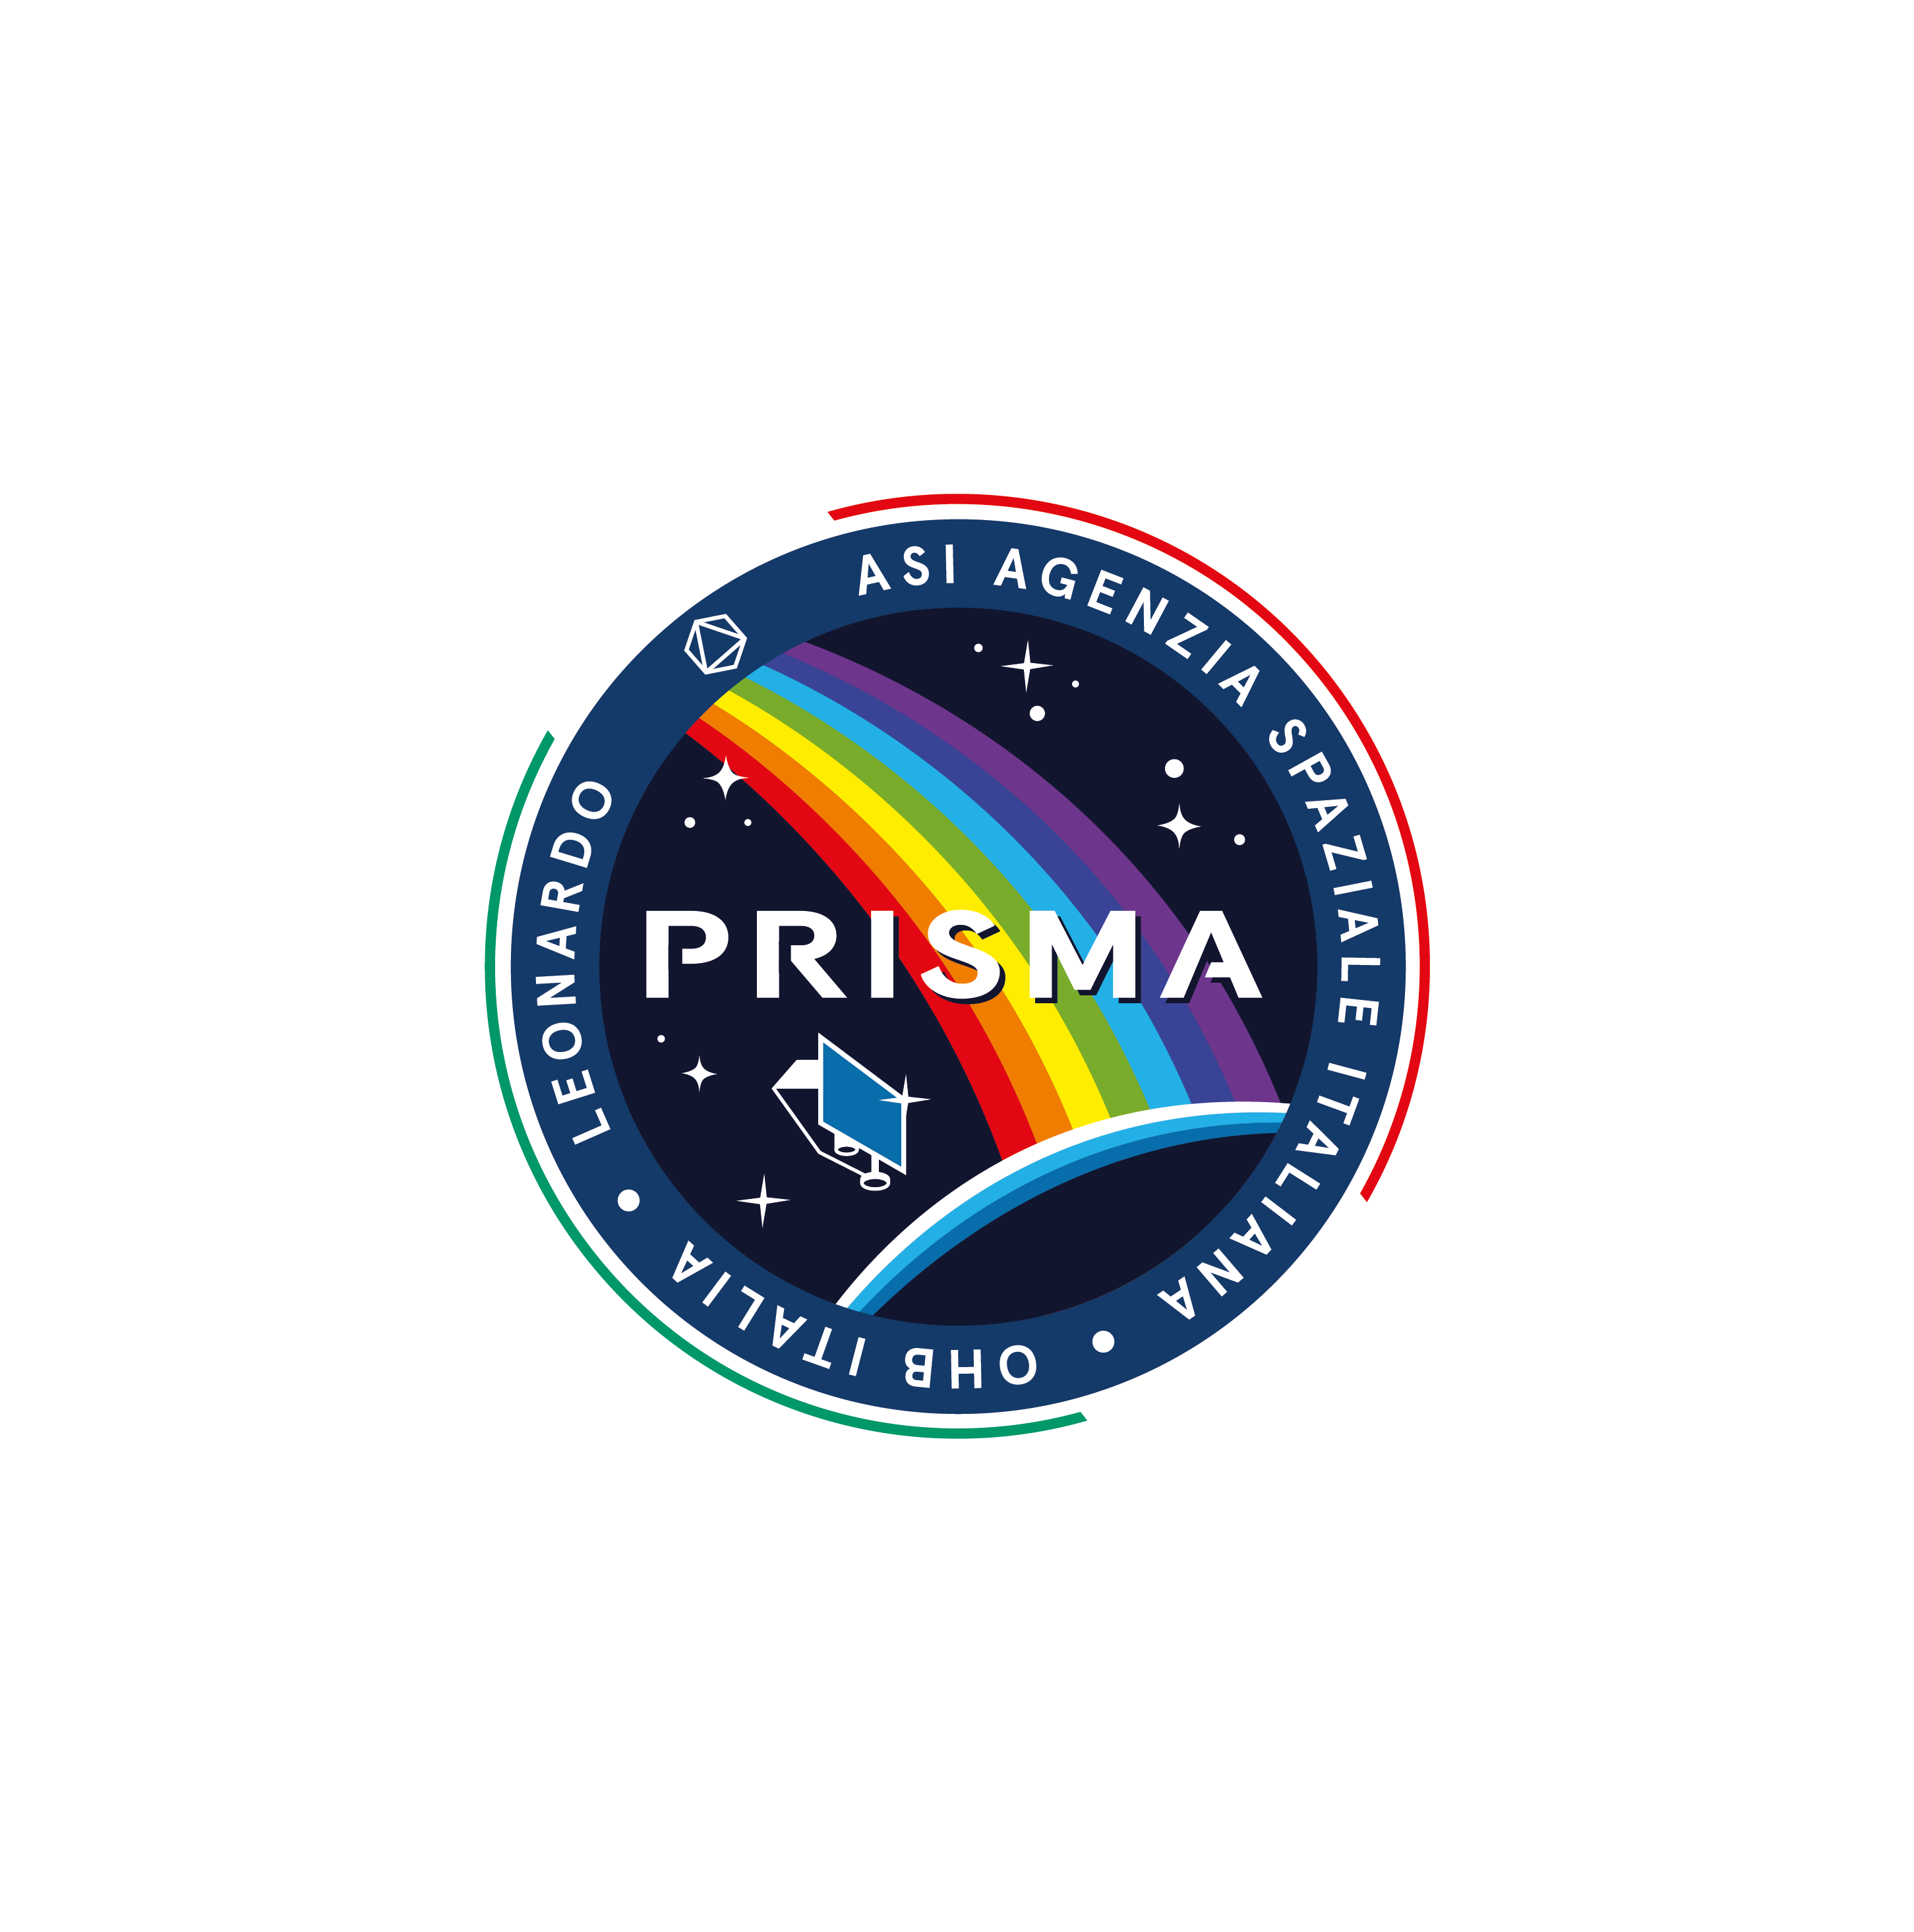 ASI AGENZIA SPAZIALE ITALIANA
OHB ITALIA
LEONARDO
PRISMA